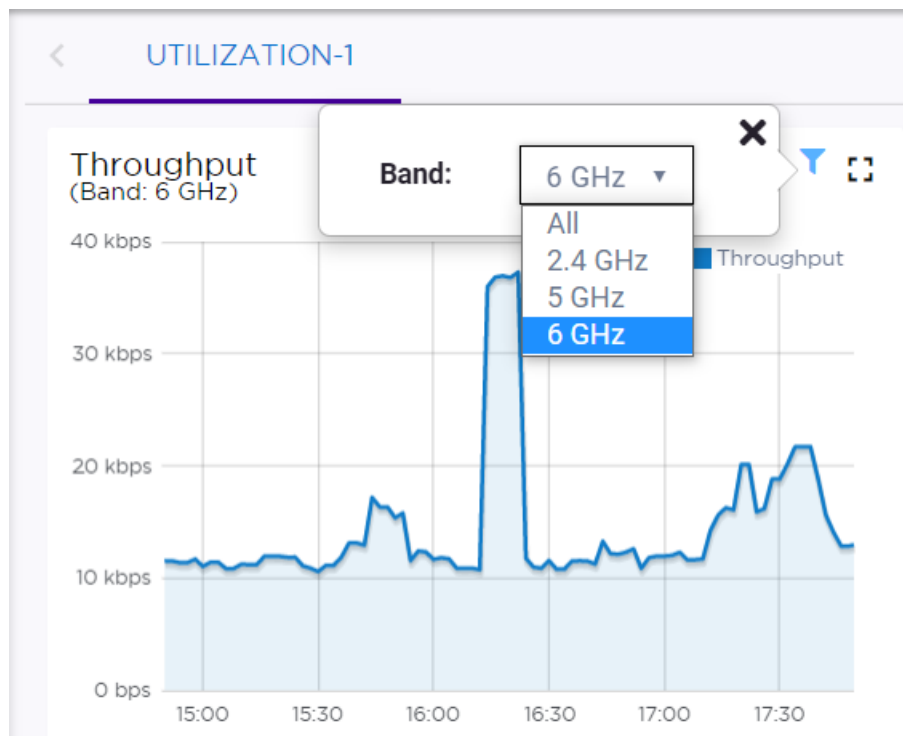 UTILIZATION-1
Throughput
(Band: 6 GHz)
Band:
6 GHz
All
2.4 GHz
5 GHz
6 GHz
Throughput
40 kbps
30 kbps
20 kbps
10 kbps
0 bps
15:00 15:30 16:00 16:30 17:00 17:30